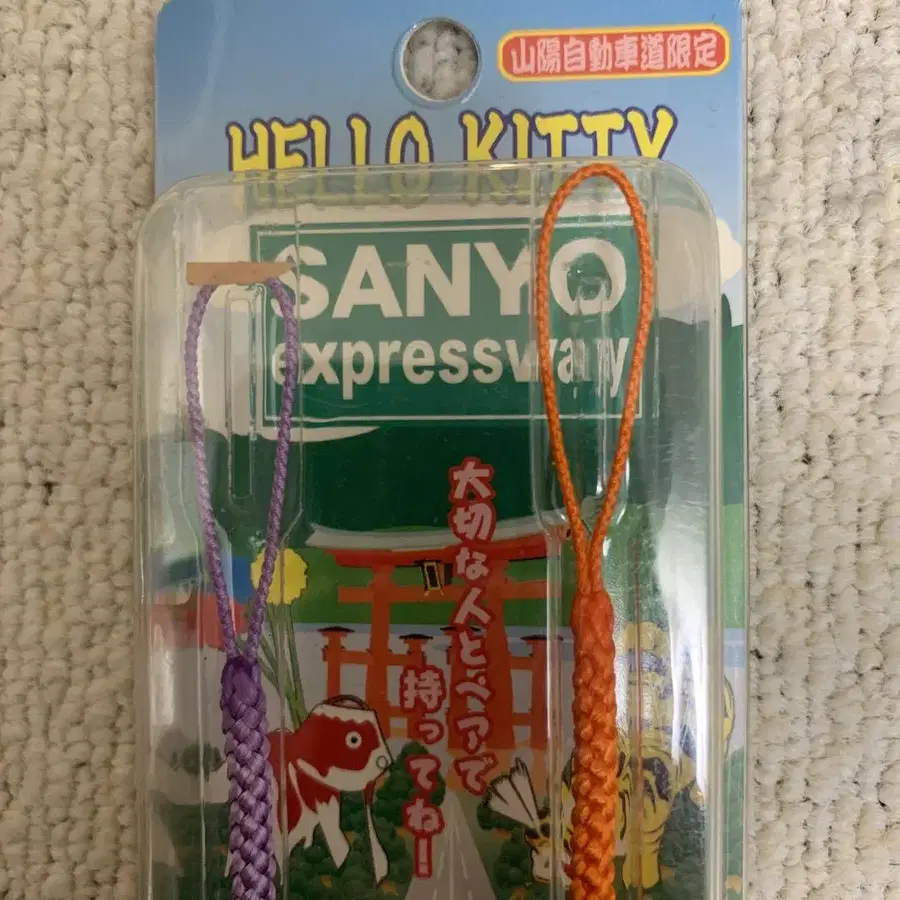 山陽自動車道限定
HELLO KITTY
SANYO
expressway
大切な人とペアで
持ってね!